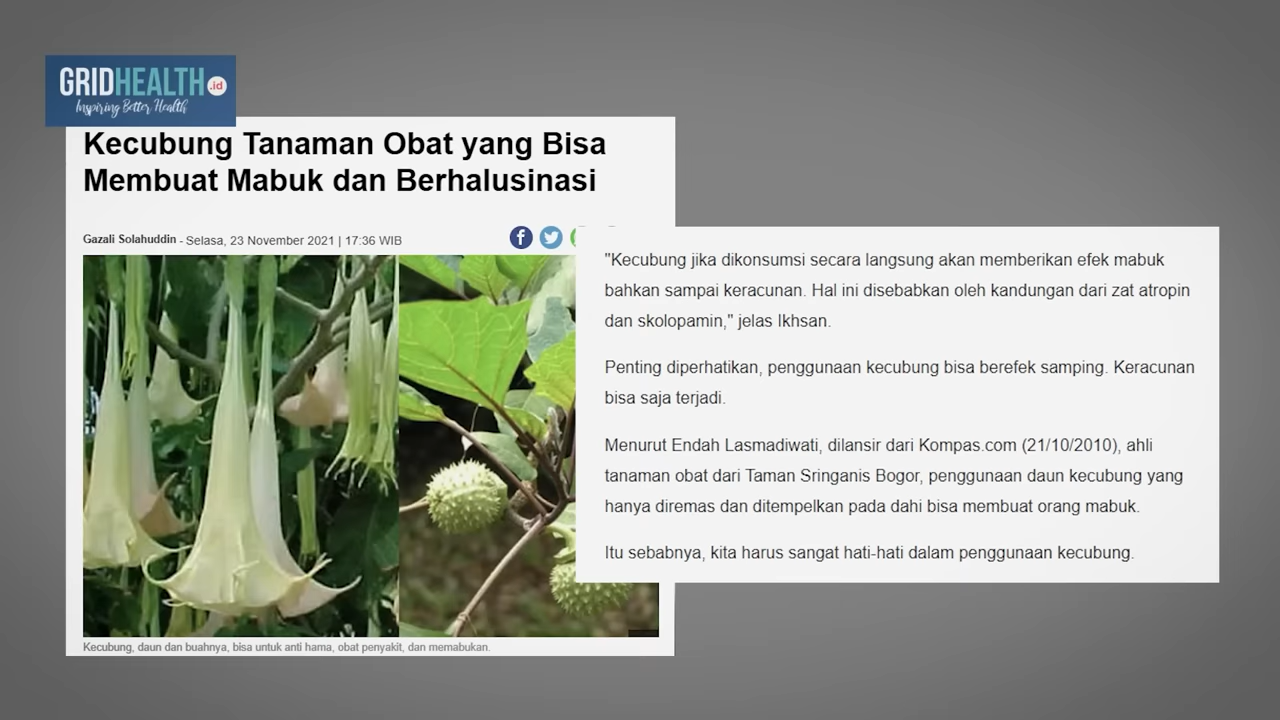 GRIDHEALTH.id
Inspiring Better Health
Kecubung Tanaman Obat yang Bisa
Membuat Mabuk dan Berhalusinasi
Gazali Solahuddin - Selasa, 23 November 2021 | 17:36 WIB
Kecubung, daun dan buahnya, bisa untuk anti hama, obat penyakit, dan memabukan.
"Kecubung jika dikonsumsi secara langsung akan memberikan efek mabuk
bahkan sampai keracunan. Hal ini disebabkan oleh kandungan dari zat atropin
dan skolopamin," jelas Ikhsan.
Penting diperhatikan, penggunaan kecubung bisa berefek samping. Keracunan
bisa saja terjadi.
Menurut Endah Lasmadiwati, dilansir dari Kompas.com (21/10/2010), ahli
tanaman obat dari Taman Sringanis Bogor, penggunaan daun kecubung yang
hanya diremas dan ditempelkan pada dahi bisa membuat orang mabuk.
Itu sebabnya, kita harus sangat hati-hati dalam penggunaan kecubung.